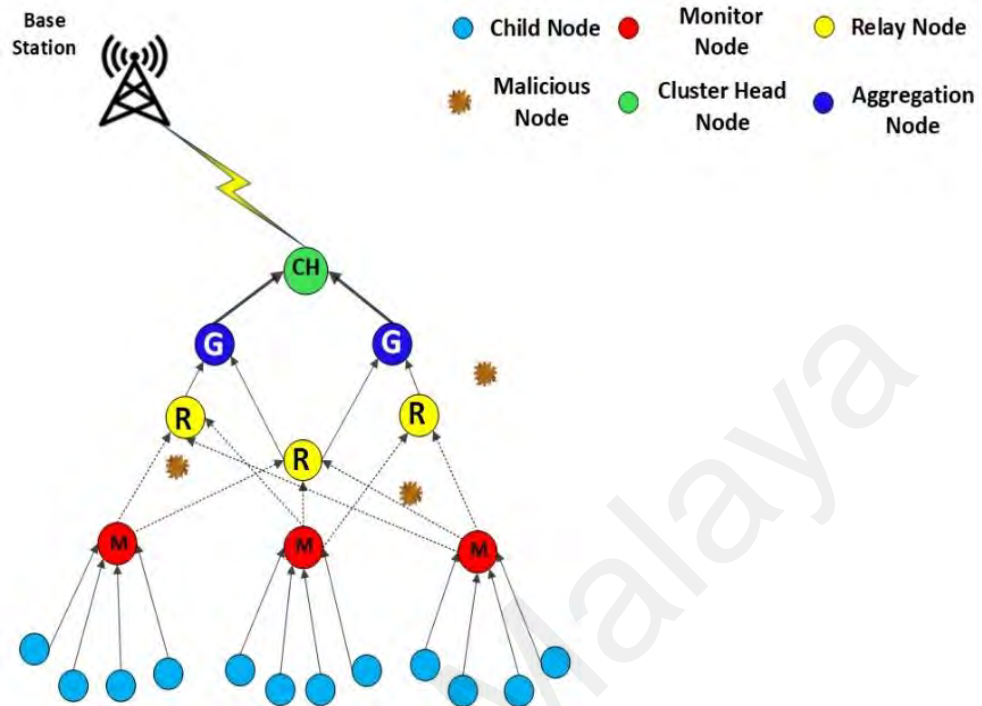 Base
Station
Child Node
Monitor
Node
Relay Node
Malicious
Node
Cluster Head
Node
Aggregation
Node
CH
G
G
R
R
R
M
M
M
Malaya